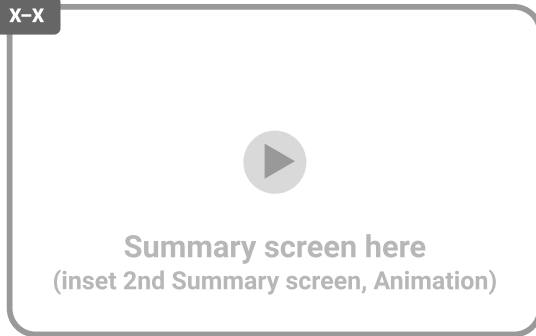 X–X
Summary screen here
(inset 2nd Summary screen, Animation)